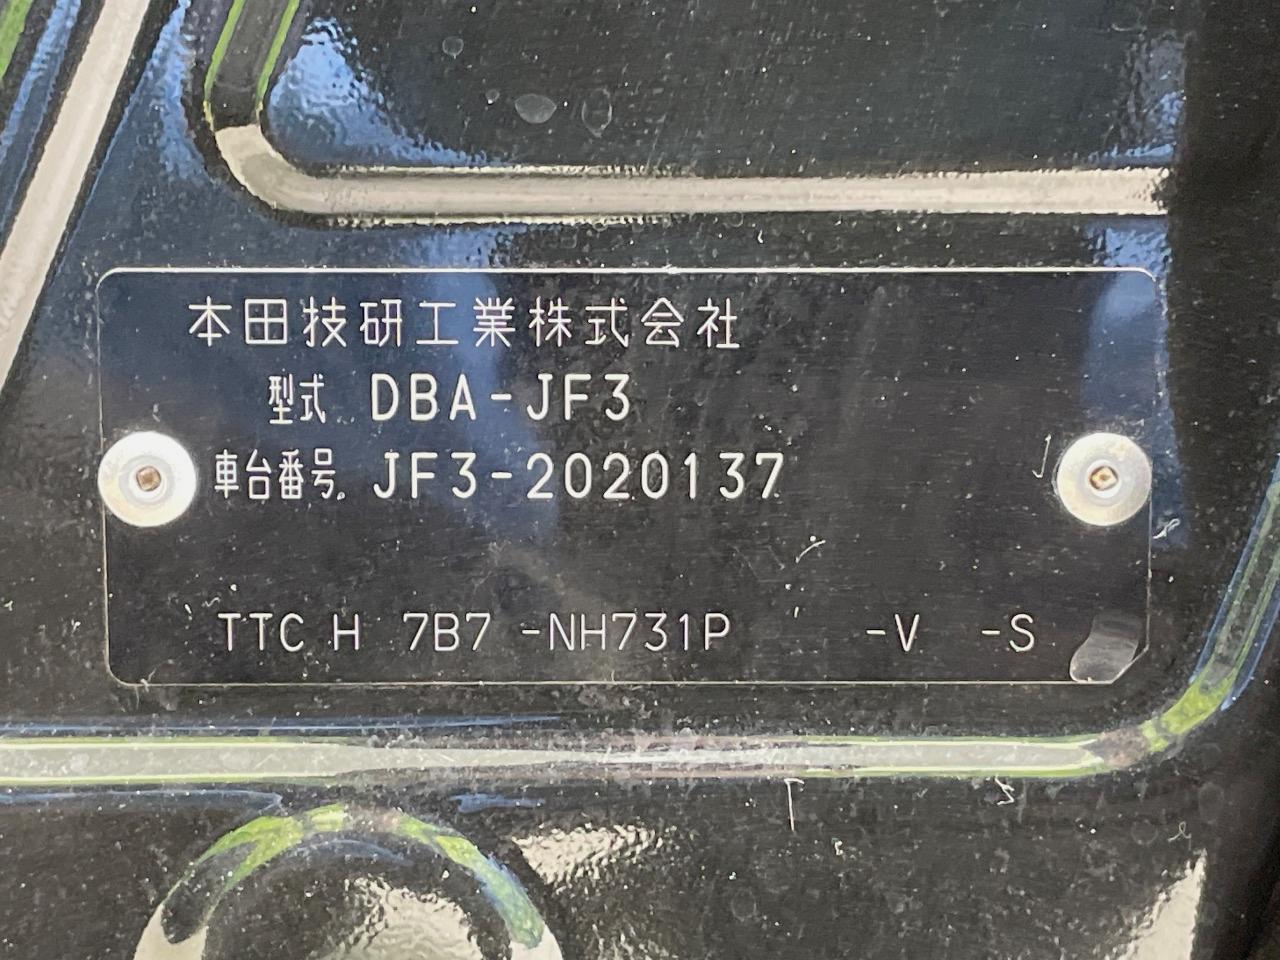 本田技研工業株式会社
型式 DBA-JF3
車台番号. JF3-2020137
TTC H 7B7 -NH731P -V -S